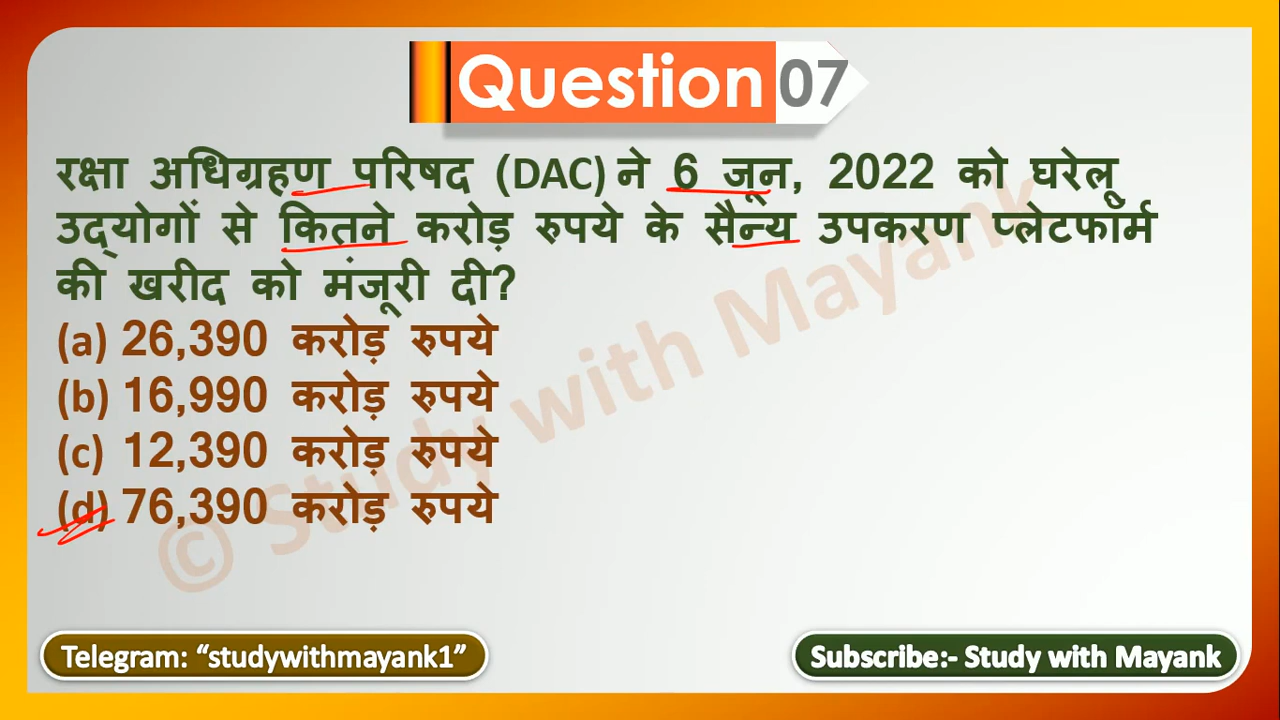 Question 07
रक्षा अधिग्रहण परिषद (DAC) ने 6 जून, 2022 को घरेलू
उद्योगों से कितने करोड़ रुपये के सैन्य उपकरण प्लेटफॉर्म
की खरीद को मंजूरी दी?
(a) 26,390 करोड़ रुपये
(b) 16,990 करोड़ रुपये
(c) 12,390 करोड़ रुपये
(d) 76,390 करोड़ रुपये
© Study with Mayank
Telegram: “studywithmayank1”
Subscribe:- Study with Mayank